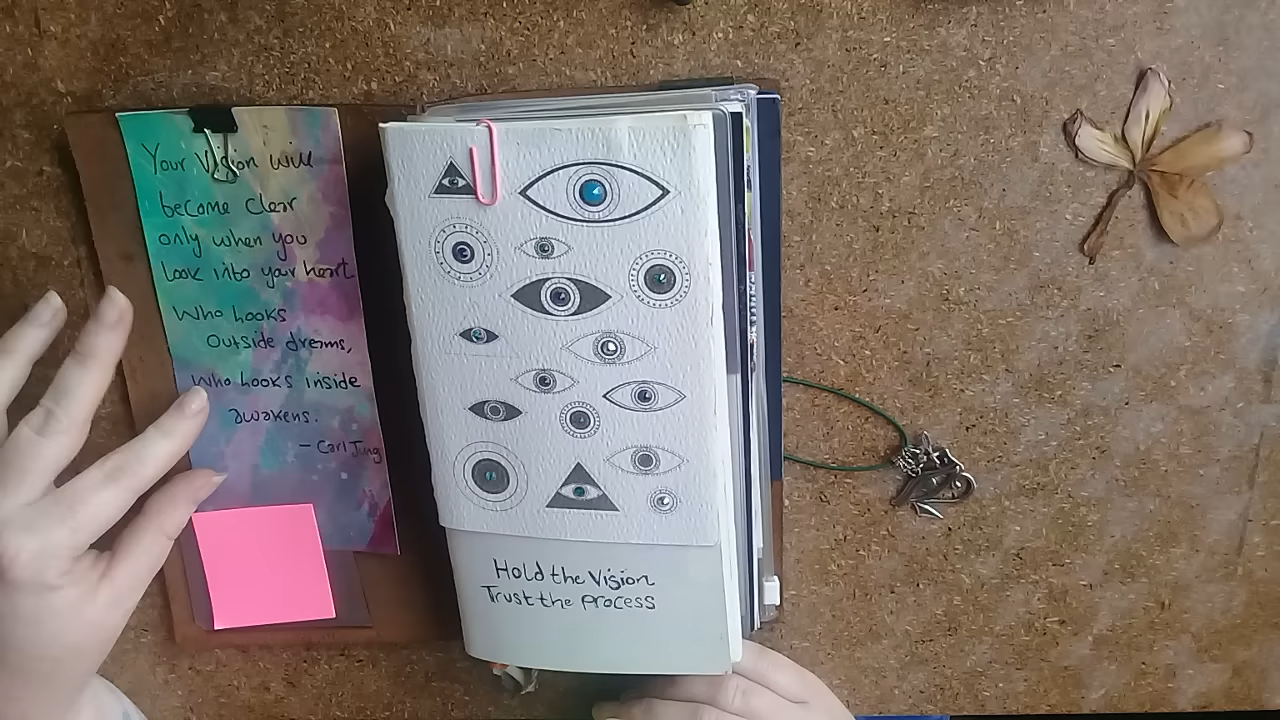 Your Vision will
become clear
only when you
look into your heart
Who looks
outside dreams,
Who looks inside
awakens.
- Carl Jung
Hold the Vision
Trust the process